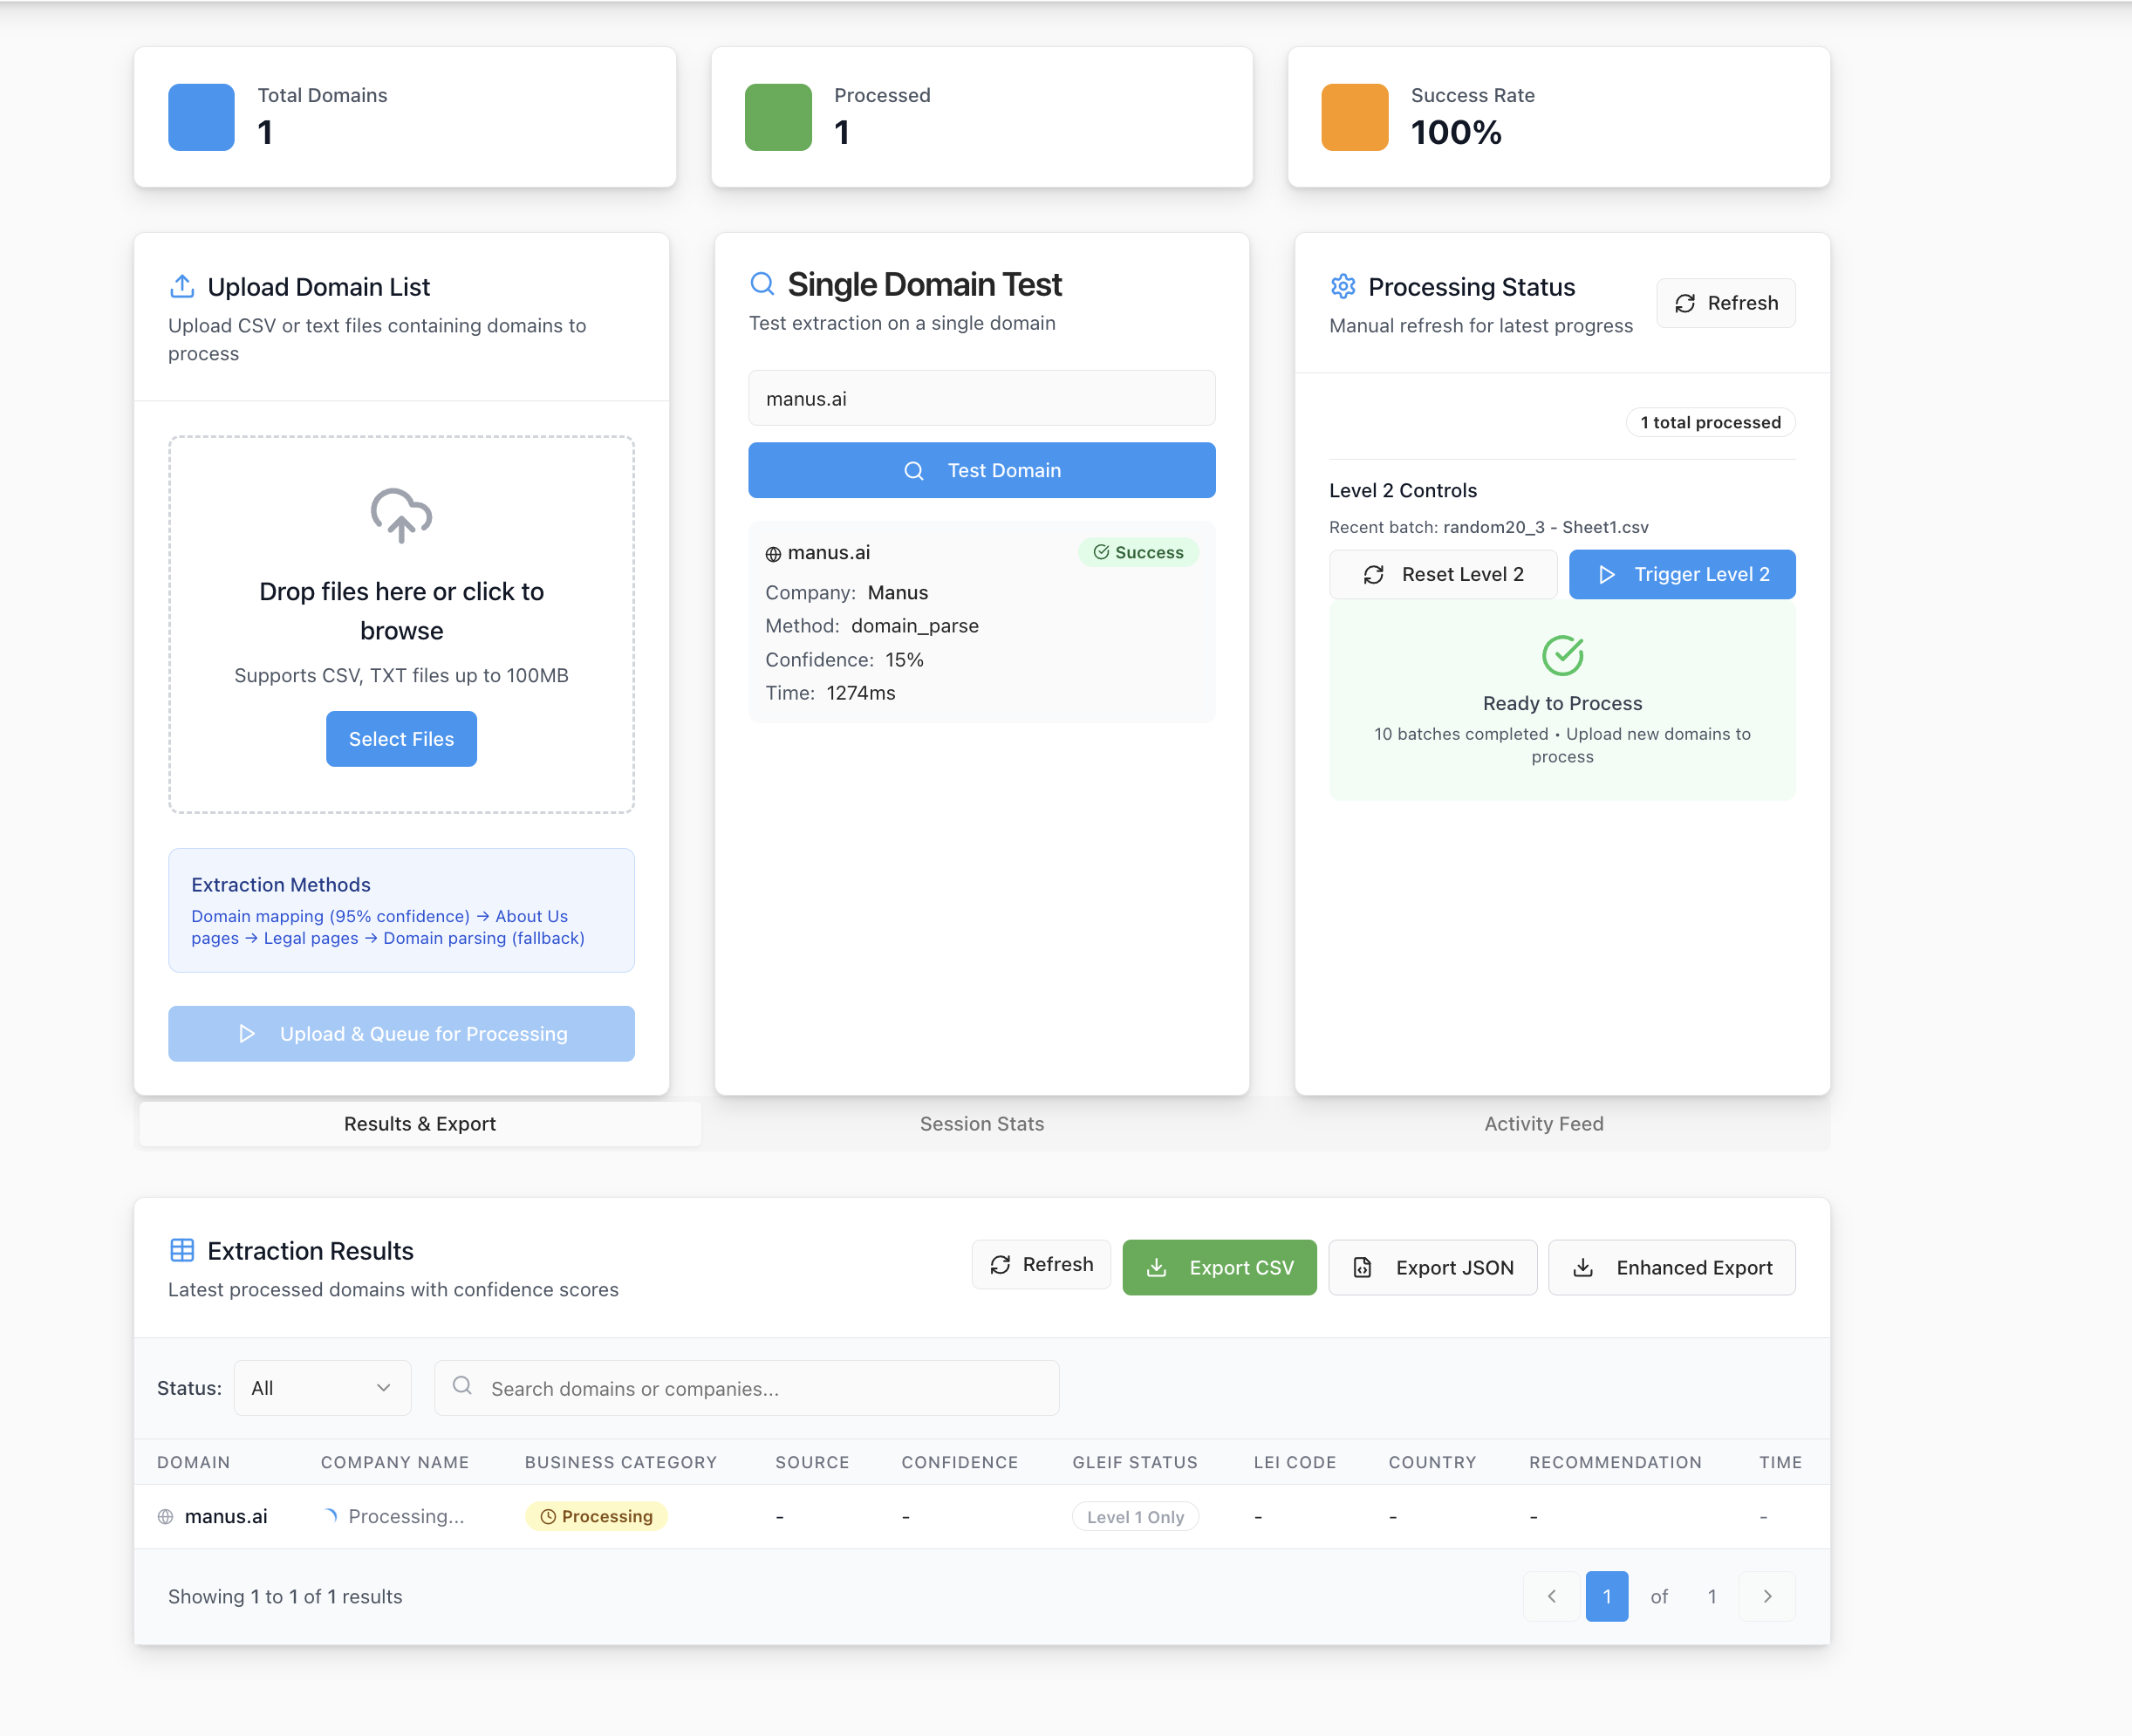 Total Domains
1
Processed
1
Success Rate
100%
Upload Domain List
Upload CSV or text files containing domains to
process
Drop files here or click to
browse
Supports CSV, TXT files up to 100MB
Select Files
Extraction Methods
Domain mapping (95% confidence) → About Us
pages → Legal pages → Domain parsing (fallback)
Upload & Queue for Processing
Single Domain Test
Test extraction on a single domain
manus.ai
Test Domain
manus.ai
Success
Company: Manus
Method: domain_parse
Confidence: 15%
Time: 1274ms
Processing Status
Manual refresh for latest progress
Refresh
1 total processed
Level 2 Controls
Recent batch: random20_3 - Sheet1.csv
Reset Level 2
Trigger Level 2
Ready to Process
10 batches completed • Upload new domains to
process
Results & Export
Session Stats
Activity Feed
Extraction Results
Latest processed domains with confidence scores
Refresh
Export CSV
Export JSON
Enhanced Export
Status:
All
Search domains or companies...
DOMAIN COMPANY NAME BUSINESS CATEGORY SOURCE CONFIDENCE GLEIF STATUS LEI CODE COUNTRY RECOMMENDATION TIME
manus.ai Processing... Processing - - Level 1 Only - - - -
Showing 1 to 1 of 1 results
1 of 1